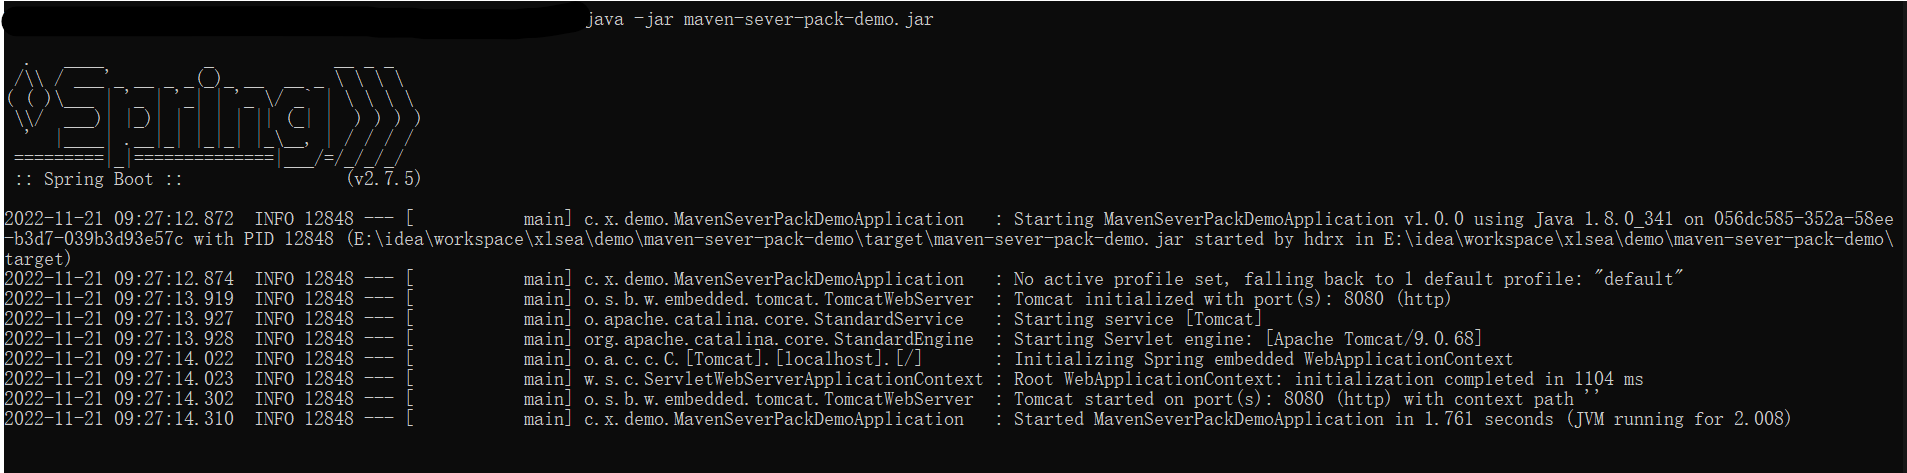 java -jar maven-sever-pack-demo.jar
  .   ____          _            __ _ _
 /\\ / ___'_ __ _ _(_)_ __  __ _ \ \ \ \
( ( )\___ | '_ | '_| | '_ \/ _` | \ \ \ \
 \\/  ___)| |_)| | | | | || (_| |  ) ) ) )
  '  |____| .__|_| |_|_| |_\__, | / / / /
 =========|_|==============|___/=/_/_/_/
 :: Spring Boot ::                (v2.7.5)
2022-11-21 09:27:12.872  INFO 12848 --- [           main] c.x.demo.MavenSeverPackDemoApplication   : Starting MavenSeverPackDemoApplication v1.0.0 using Java 1.8.0_341 on 056dc585-352a-58ee
-b3d7-039b3d93e57c with PID 12848 (E:\idea\workspace\xlsea\demo\maven-sever-pack-demo\target\maven-sever-pack-demo.jar started by hdrx in E:\idea\workspace\xlsea\demo\maven-sever-pack-demo\
target)
2022-11-21 09:27:12.874  INFO 12848 --- [           main] c.x.demo.MavenSeverPackDemoApplication   : No active profile set, falling back to 1 default profile: "default"
2022-11-21 09:27:13.919  INFO 12848 --- [           main] o.s.b.w.embedded.tomcat.TomcatWebServer  : Tomcat initialized with port(s): 8080 (http)
2022-11-21 09:27:13.927  INFO 12848 --- [           main] o.apache.catalina.core.StandardService   : Starting service [Tomcat]
2022-11-21 09:27:13.928  INFO 12848 --- [           main] org.apache.catalina.core.StandardEngine  : Starting Servlet engine: [Apache Tomcat/9.0.68]
2022-11-21 09:27:14.022  INFO 12848 --- [           main] o.a.c.c.C.[Tomcat].[localhost].[/]       : Initializing Spring embedded WebApplicationContext
2022-11-21 09:27:14.023  INFO 12848 --- [           main] w.s.c.ServletWebServerApplicationContext : Root WebApplicationContext: initialization completed in 1104 ms
2022-11-21 09:27:14.302  INFO 12848 --- [           main] o.s.b.w.embedded.tomcat.TomcatWebServer  : Tomcat started on port(s): 8080 (http) with context path ''
2022-11-21 09:27:14.310  INFO 12848 --- [           main] c.x.demo.MavenSeverPackDemoApplication   : Started MavenSeverPackDemoApplication in 1.761 seconds (JVM running for 2.008)